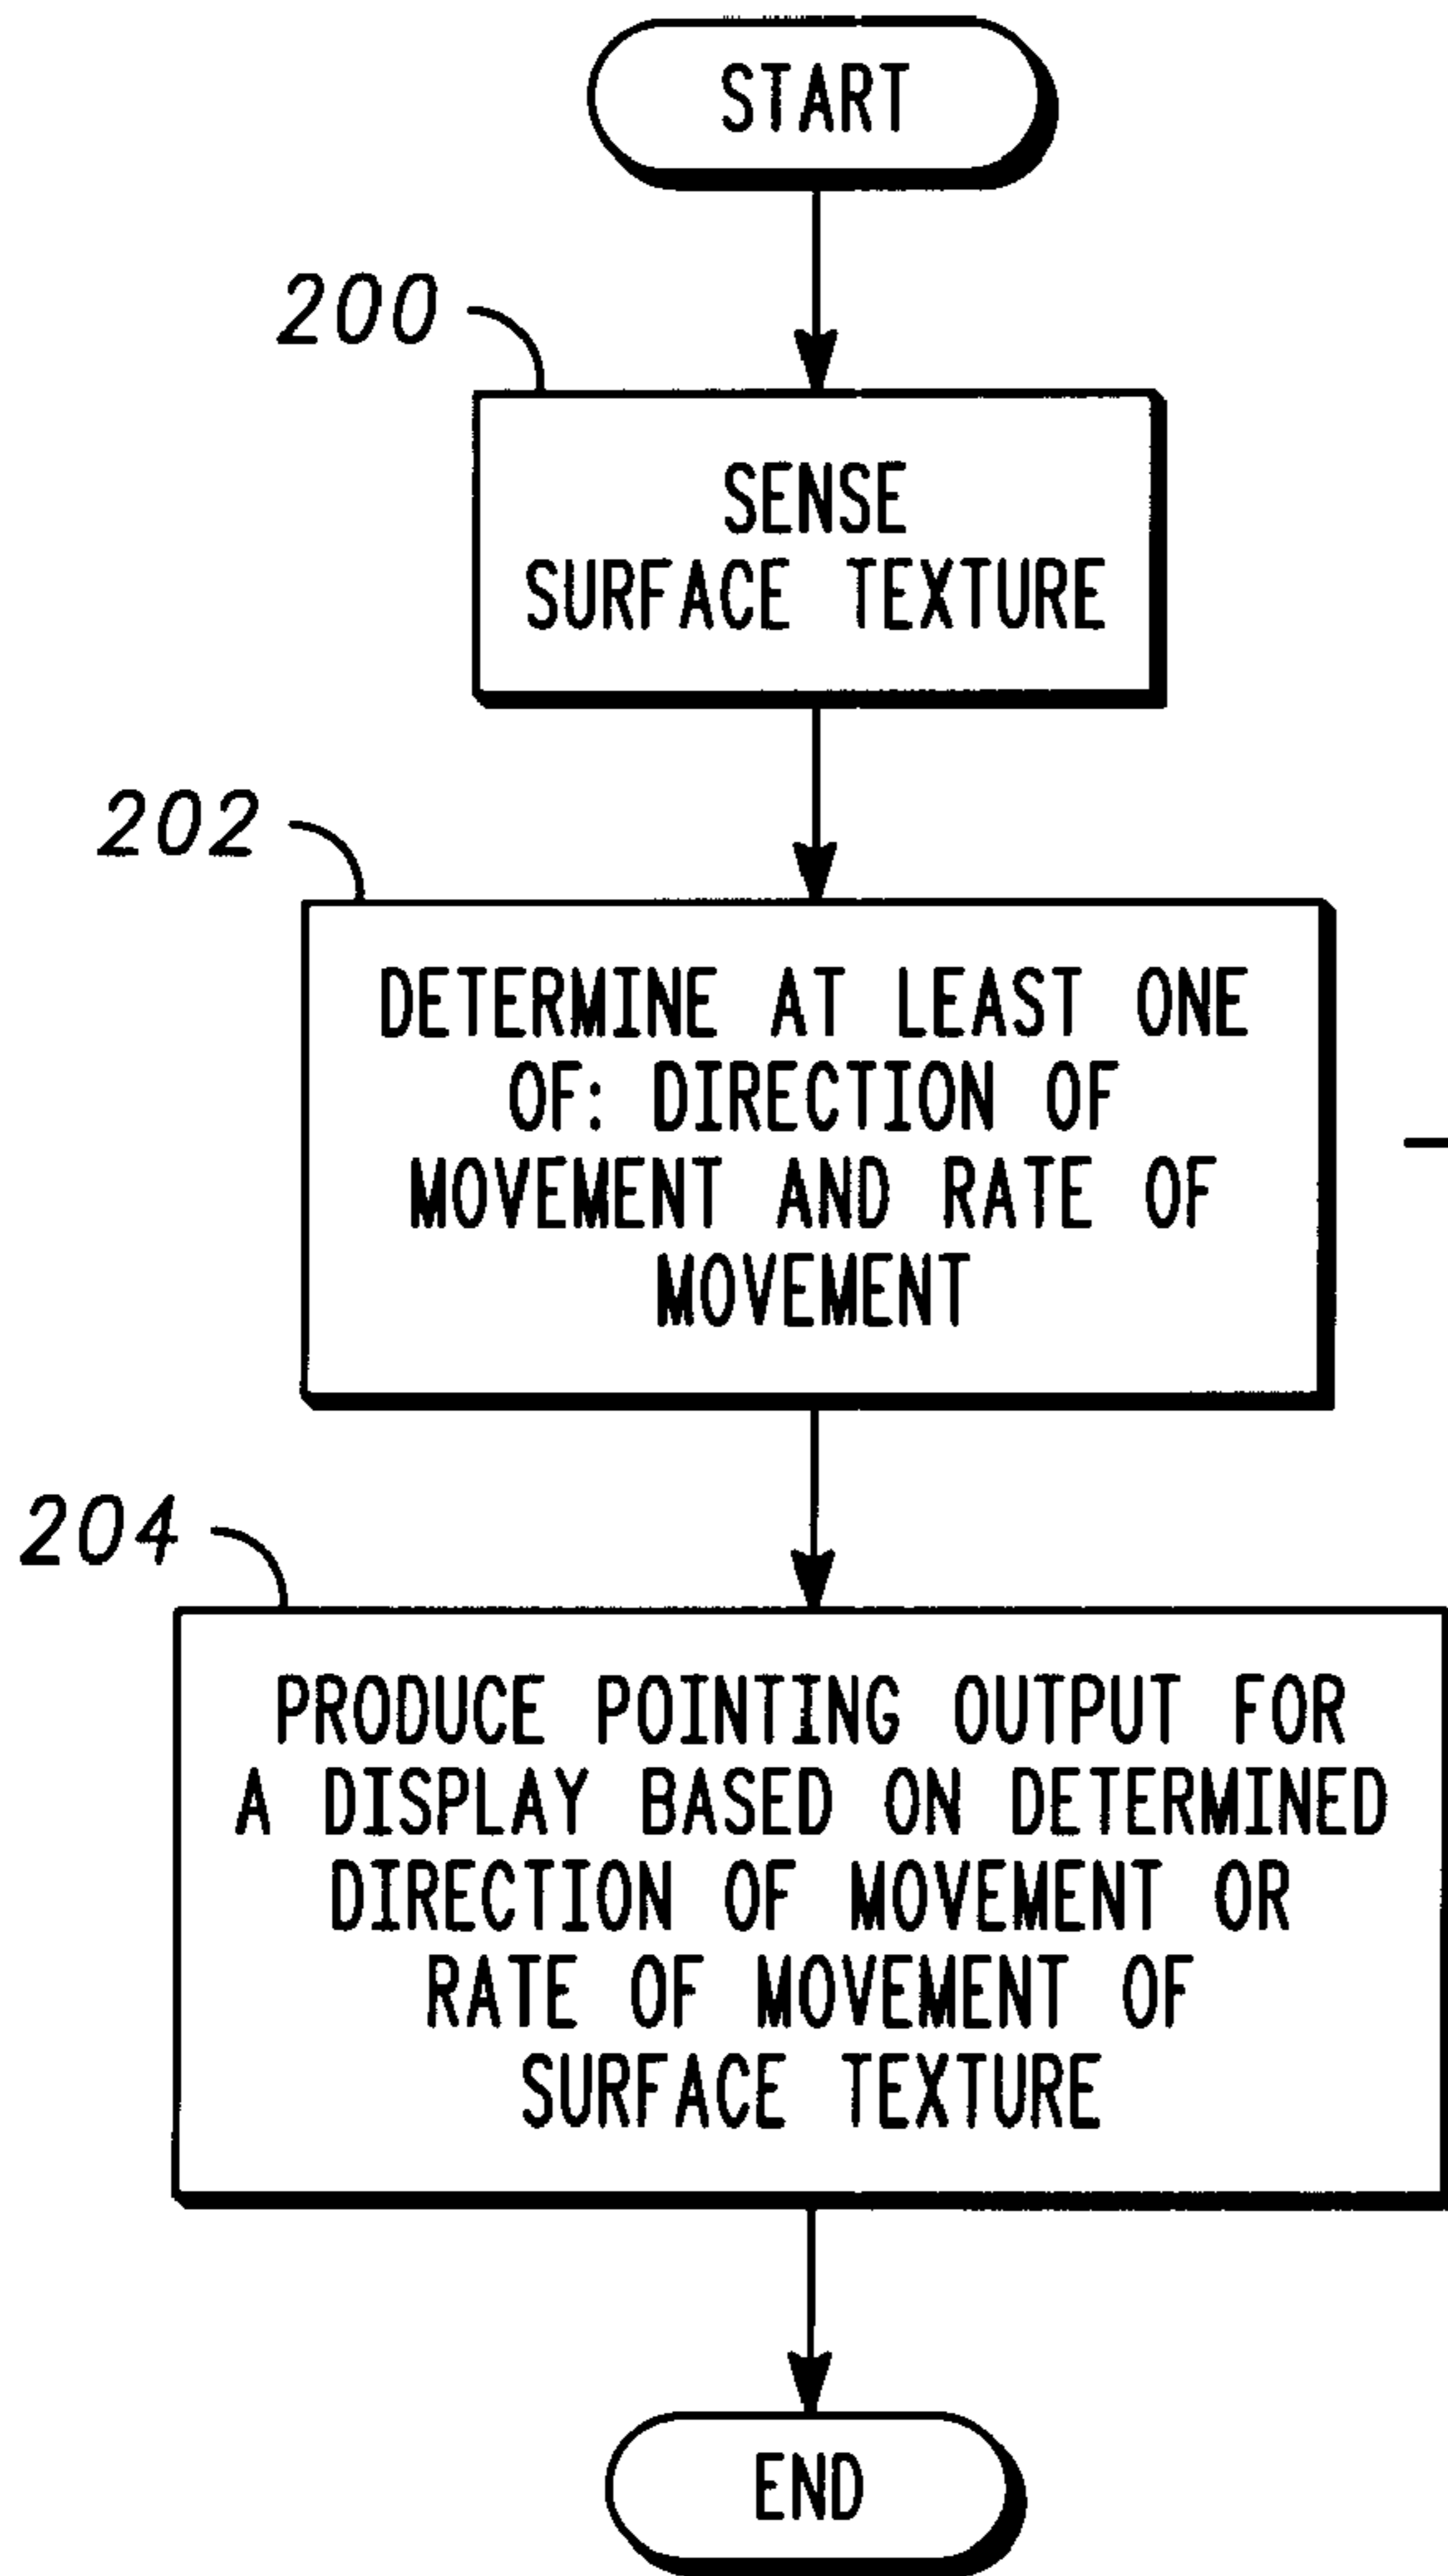 START
200
SENSE
SURFACE TEXTURE
202
DETERMINE AT LEAST ONE
OF: DIRECTION OF
MOVEMENT AND RATE OF
MOVEMENT
204
PRODUCE POINTING OUTPUT FOR
A DISPLAY BASED ON DETERMINED
DIRECTION OF MOVEMENT OR
RATE OF MOVEMENT OF
SURFACE TEXTURE
END